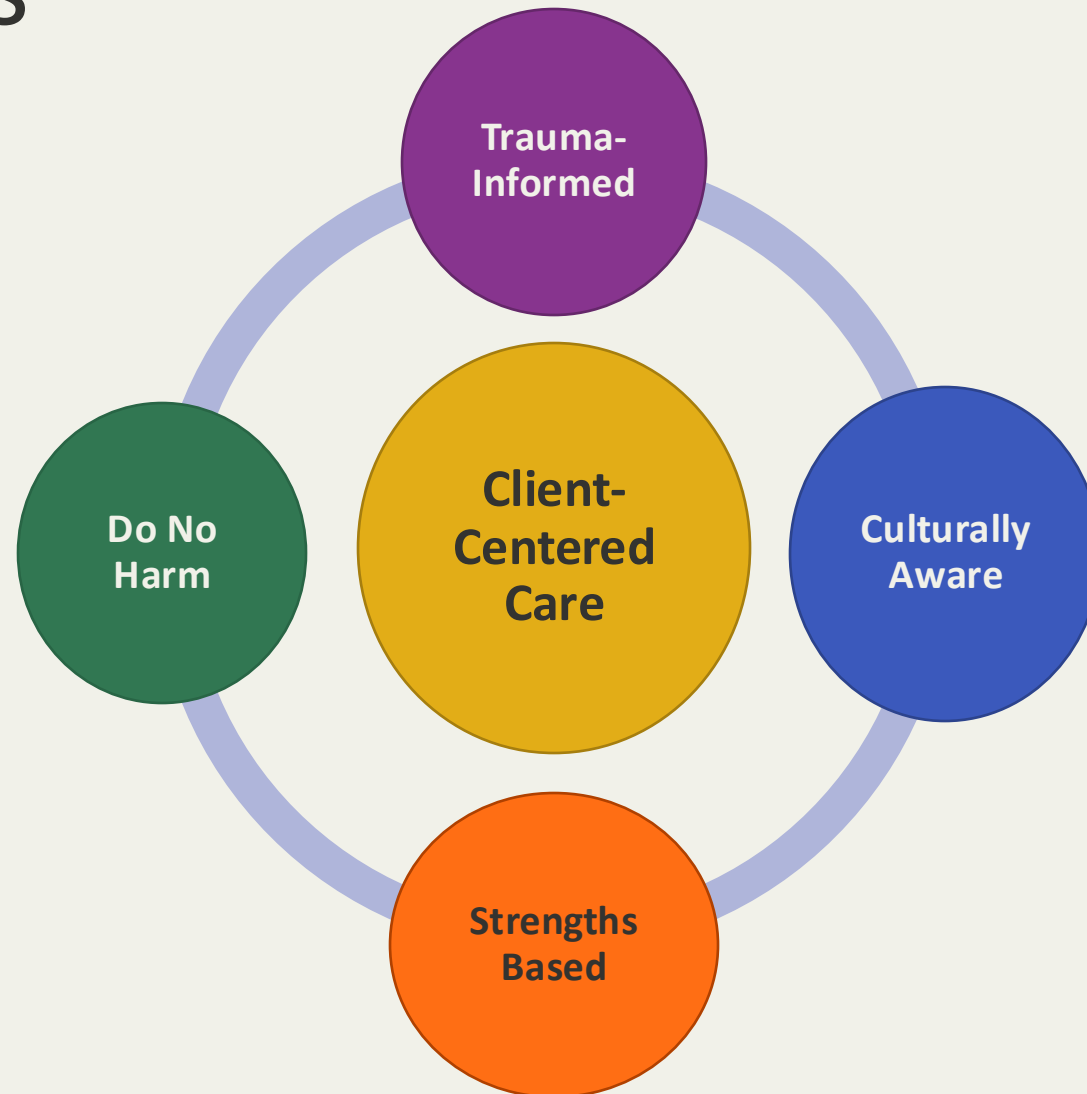 Trauma-
Informed
Do No
Harm
Client-
Centered
Care
Culturally
Aware
Strengths
Based